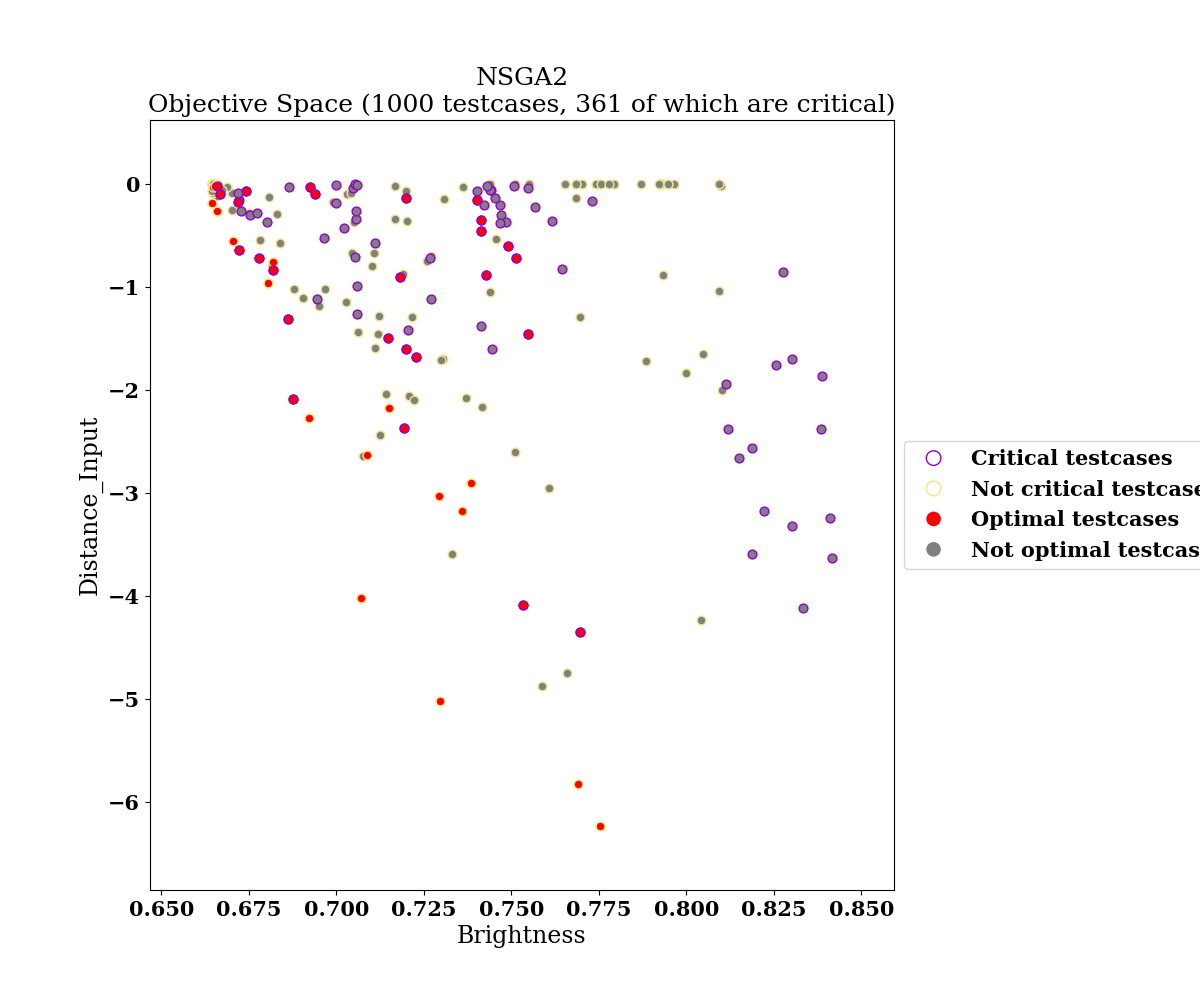 NSGA2
Objective Space (1000 testcases, 361 of which are critical)
0
−1
−2
−3
−4
−5
−6
Distance_Input
0.650 0.675 0.700 0.725 0.750 0.775 0.800 0.825 0.850
Brightness
Critical testcases
Not critical testcase
Optimal testcases
Not optimal testcas